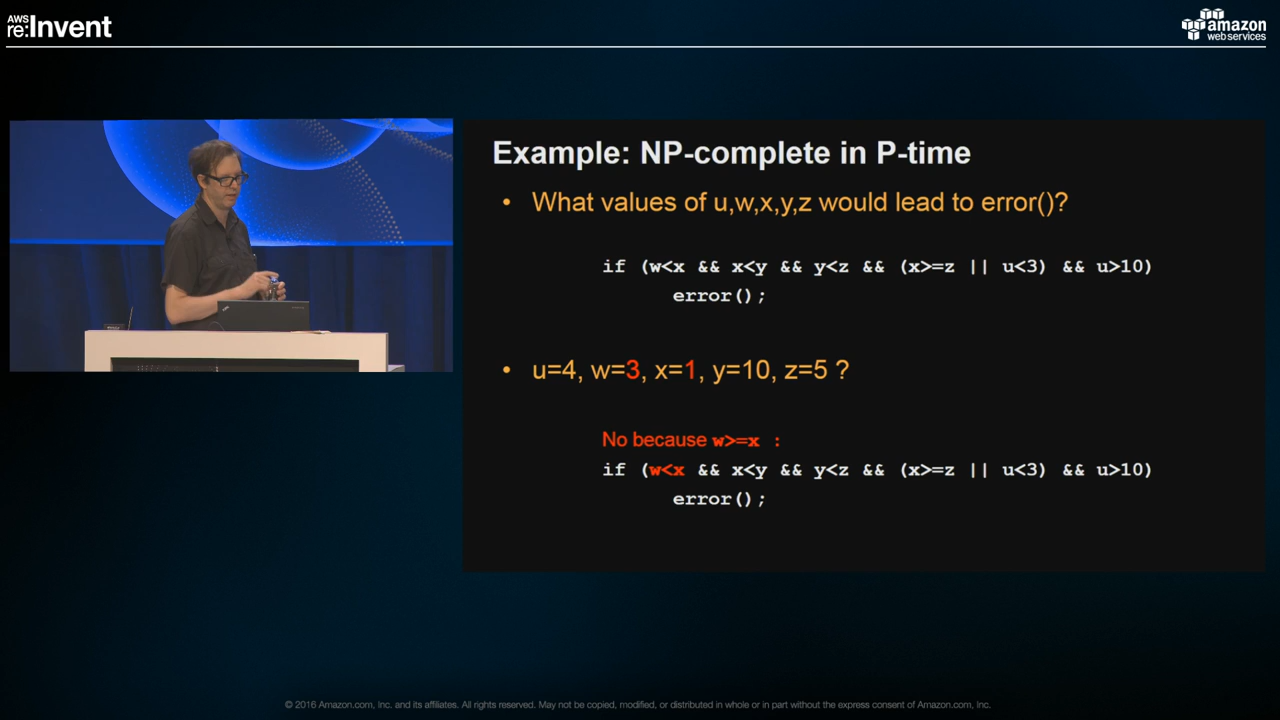 AWS
re:Invent
amazon
web services
Example: NP-complete in P-time
• What values of u,w,x,y,z would lead to error()?
if (w<x && x<y && y<z && (x>=z || u<3) && u>10)
error();
• u=4, w=3, x=1, y=10, z=5 ?
No because w>=x :
if (w<x && x<y && y<z && (x>=z || u<3) && u>10)
error();
© 2016 Amazon.com, Inc. and its affiliates. All rights reserved. May not be copied, modified, or distributed in whole or in part without the express consent of Amazon.com, Inc.